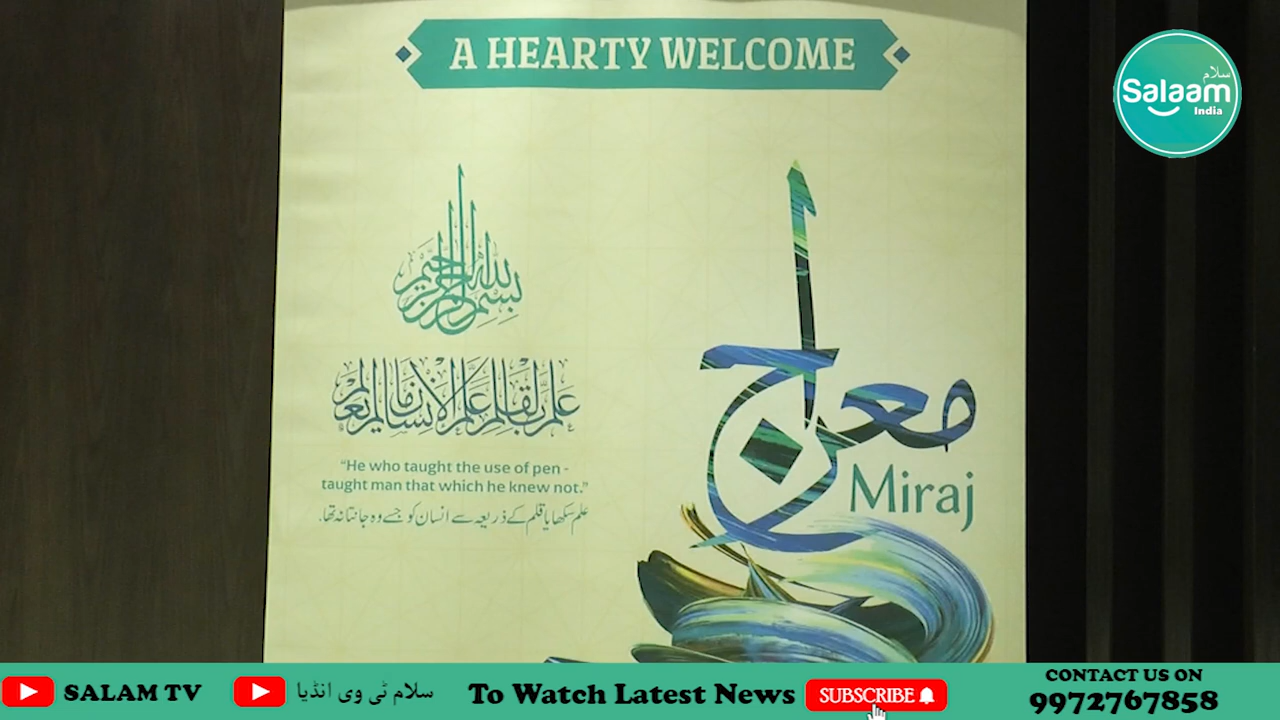 A HEARTY WELCOME
سلام
Salaam
India
بسم الله الرحمن الرحيم
علم بالقلم علم الإنسان ما لم يعلم
"He who taught the use of pen -
taught man that which he knew not."
علم سکھایا قلم کے ذریعہ سے انسان کو جسے وہ جانتا نہ تھا.
معراج
Miraj
SALAM TV
سلام ٹی وی انڈیا
To Watch Latest News
SUBSCRIBE
CONTACT US ON
9972767858